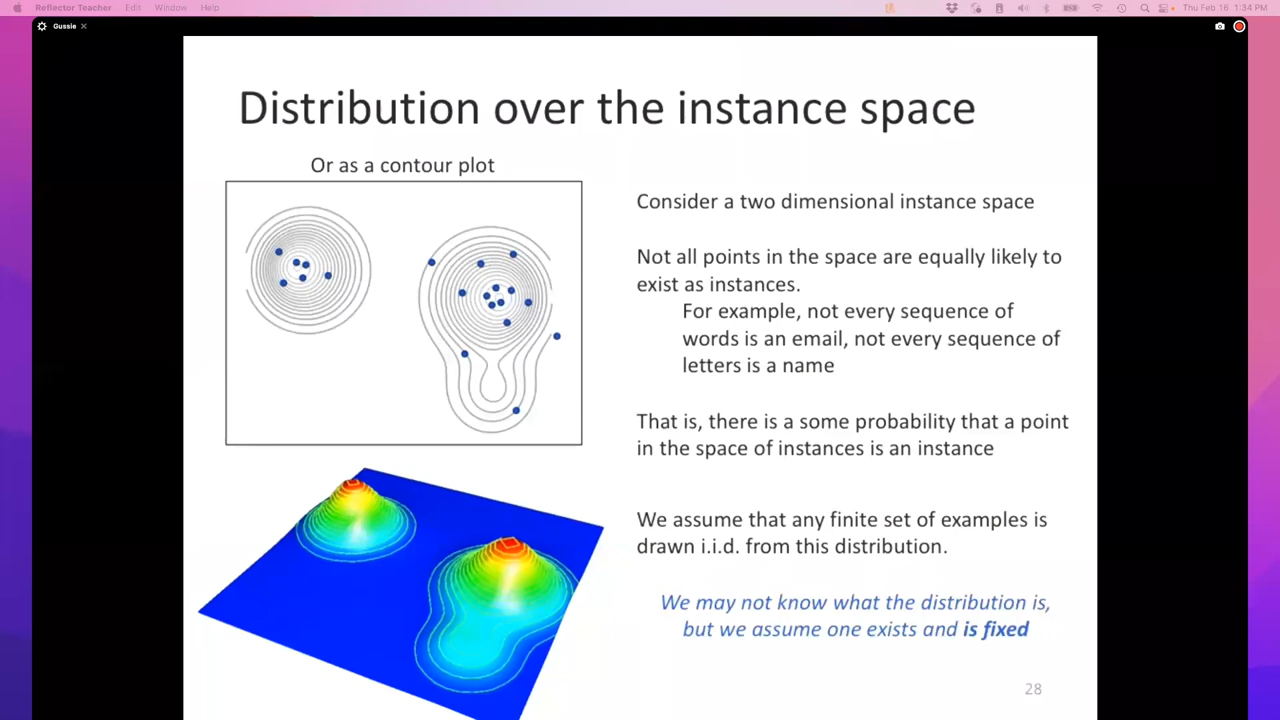 Reflector Teacher Edit Window Help
Thu Feb 16 1:34 PM
Gussie
Distribution over the instance space
Or as a contour plot
Consider a two dimensional instance space
Not all points in the space are equally likely to
exist as instances.
For example, not every sequence of
words is an email, not every sequence of
letters is a name
That is, there is a some probability that a point
in the space of instances is an instance
We assume that any finite set of examples is
drawn i.i.d. from this distribution.
We may not know what the distribution is,
but we assume one exists and is fixed
28